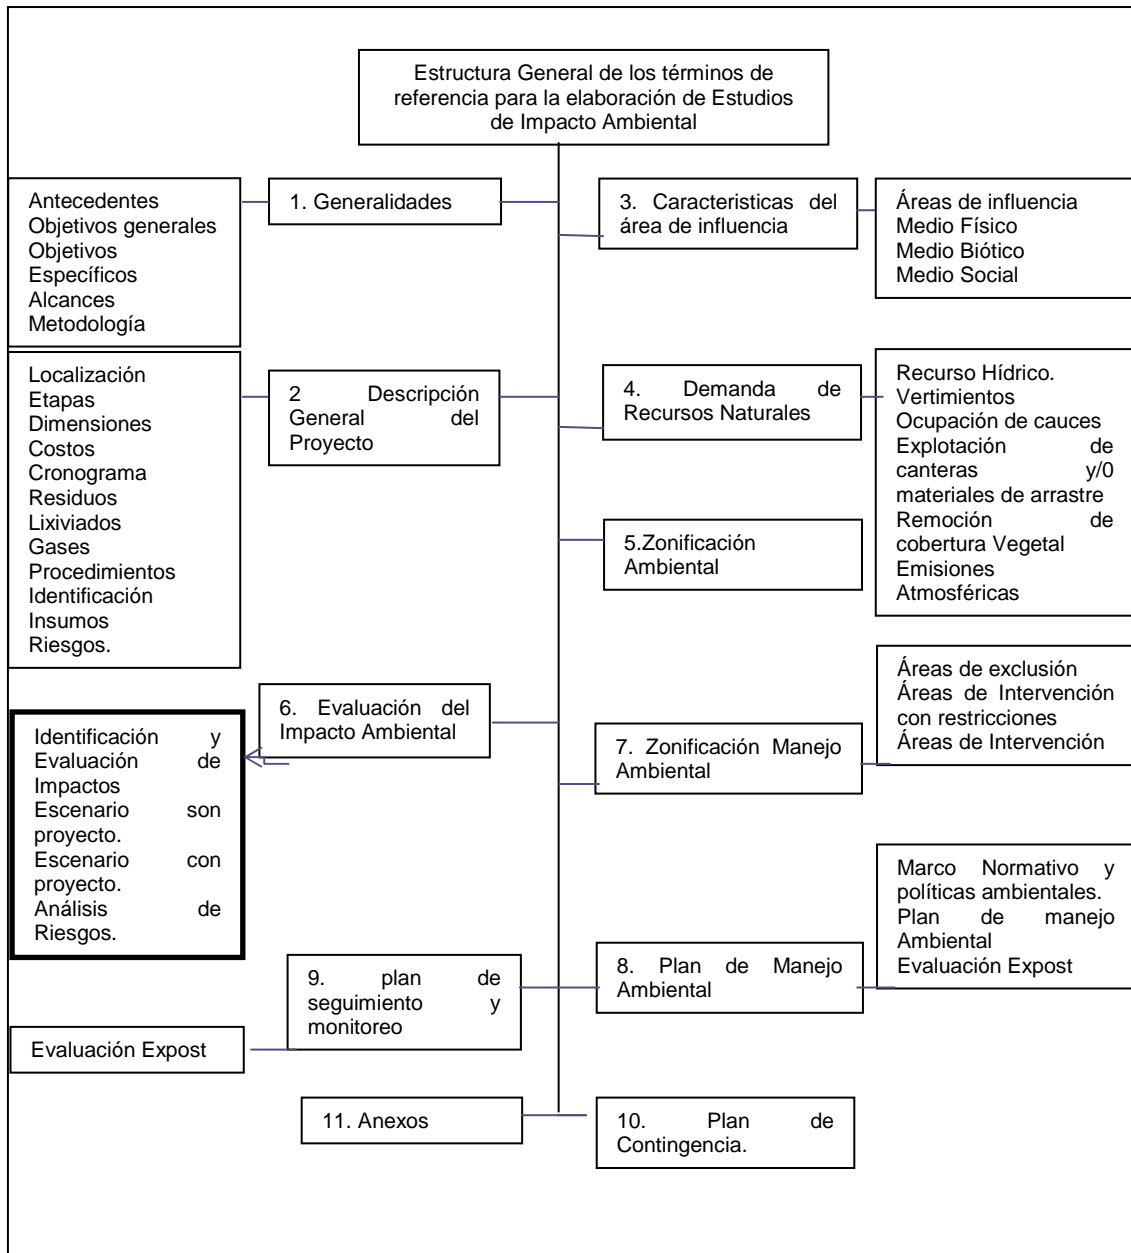 Estructura General de los términos de
referencia para la elaboración de Estudios
de Impacto Ambiental
Antecedentes
Objetivos generales
Objetivos
Específicos
Alcances
Metodología
1. Generalidades
3. Caracteristicas del
área de influencia
Áreas de influencia
Medio Físico
Medio Biótico
Medio Social
Localización
Etapas
Dimensiones
Costos
Cronograma
Residuos
Lixiviados
Gases
Procedimientos
Identificación
Insumos
Riesgos.
2 Descripción
General del
Proyecto
4. Demanda de
Recursos Naturales
Recurso Hídrico.
Vertimientos
Ocupación de cauces
Explotación de
canteras y/0
materiales de arrastre
Remoción de
cobertura Vegetal
Emisiones
Atmosféricas
5.Zonificación
Ambiental
6. Evaluación del
Impacto Ambiental
Identificación y
Evaluación de
Impactos
Escenario son
proyecto.
Escenario con
proyecto.
Análisis de
Riesgos.
7. Zonificación Manejo
Ambiental
Áreas de exclusión
Áreas de Intervención
con restricciones
Áreas de Intervención
8. Plan de Manejo
Ambiental
Marco Normativo y
políticas ambientales.
Plan de manejo
Ambiental
Evaluación Expost
9. plan de
seguimiento y
monitoreo
Evaluación Expost
11. Anexos
10. Plan de
Contingencia.